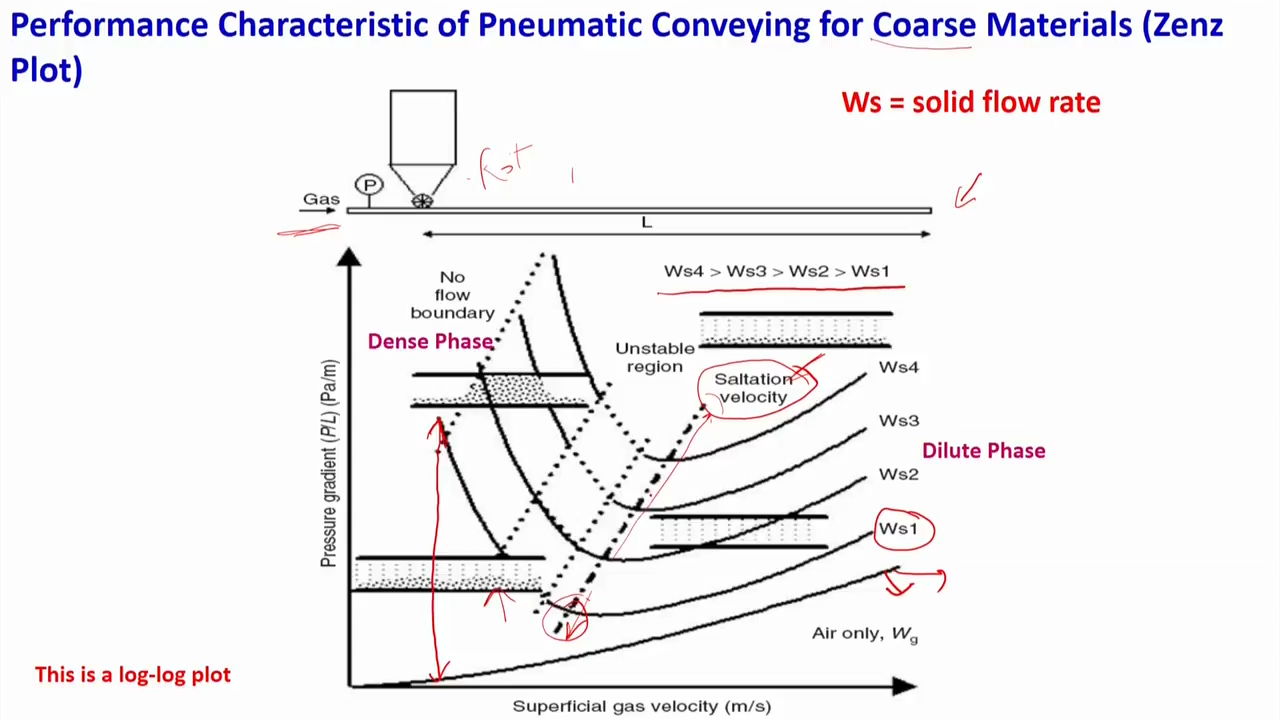 Performance Characteristic of Pneumatic Conveying for Coarse Materials (Zenz
Plot)
Ws = solid flow rate
P
Gas
L
Ws4 > Ws3 > Ws2 > Ws1
No
flow
boundary
Dense Phase
Unstable
region
Saltation
velocity
Ws4
Ws3
Dilute Phase
Ws2
Ws1
Air only, Wg
Pressure gradient (P/L) (Pa/m)
This is a log-log plot
Superficial gas velocity (m/s)